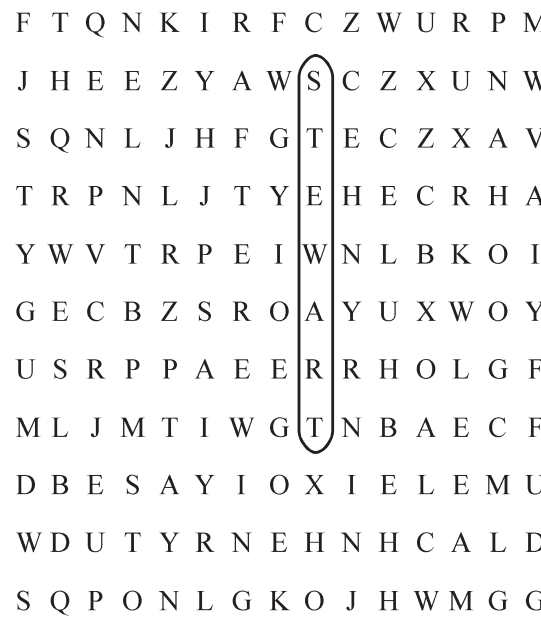 F T Q N K I R F C Z W U R P M
J H E E Z Y A W S C Z X U N W
S Q N L J H F G T E C Z X A V
T R P N L J T Y E H E C R H A
Y W V T R P E I W N L B K O I
G E C B Z S R O A Y U X W O Y
U S R P P A E E R R H O L G F
M L J M T I W G T N B A E C F
D B E S A Y I O X I E L E M U
W D U T Y R N E H N H C A L D
S Q P O N L G K O J H W M G G